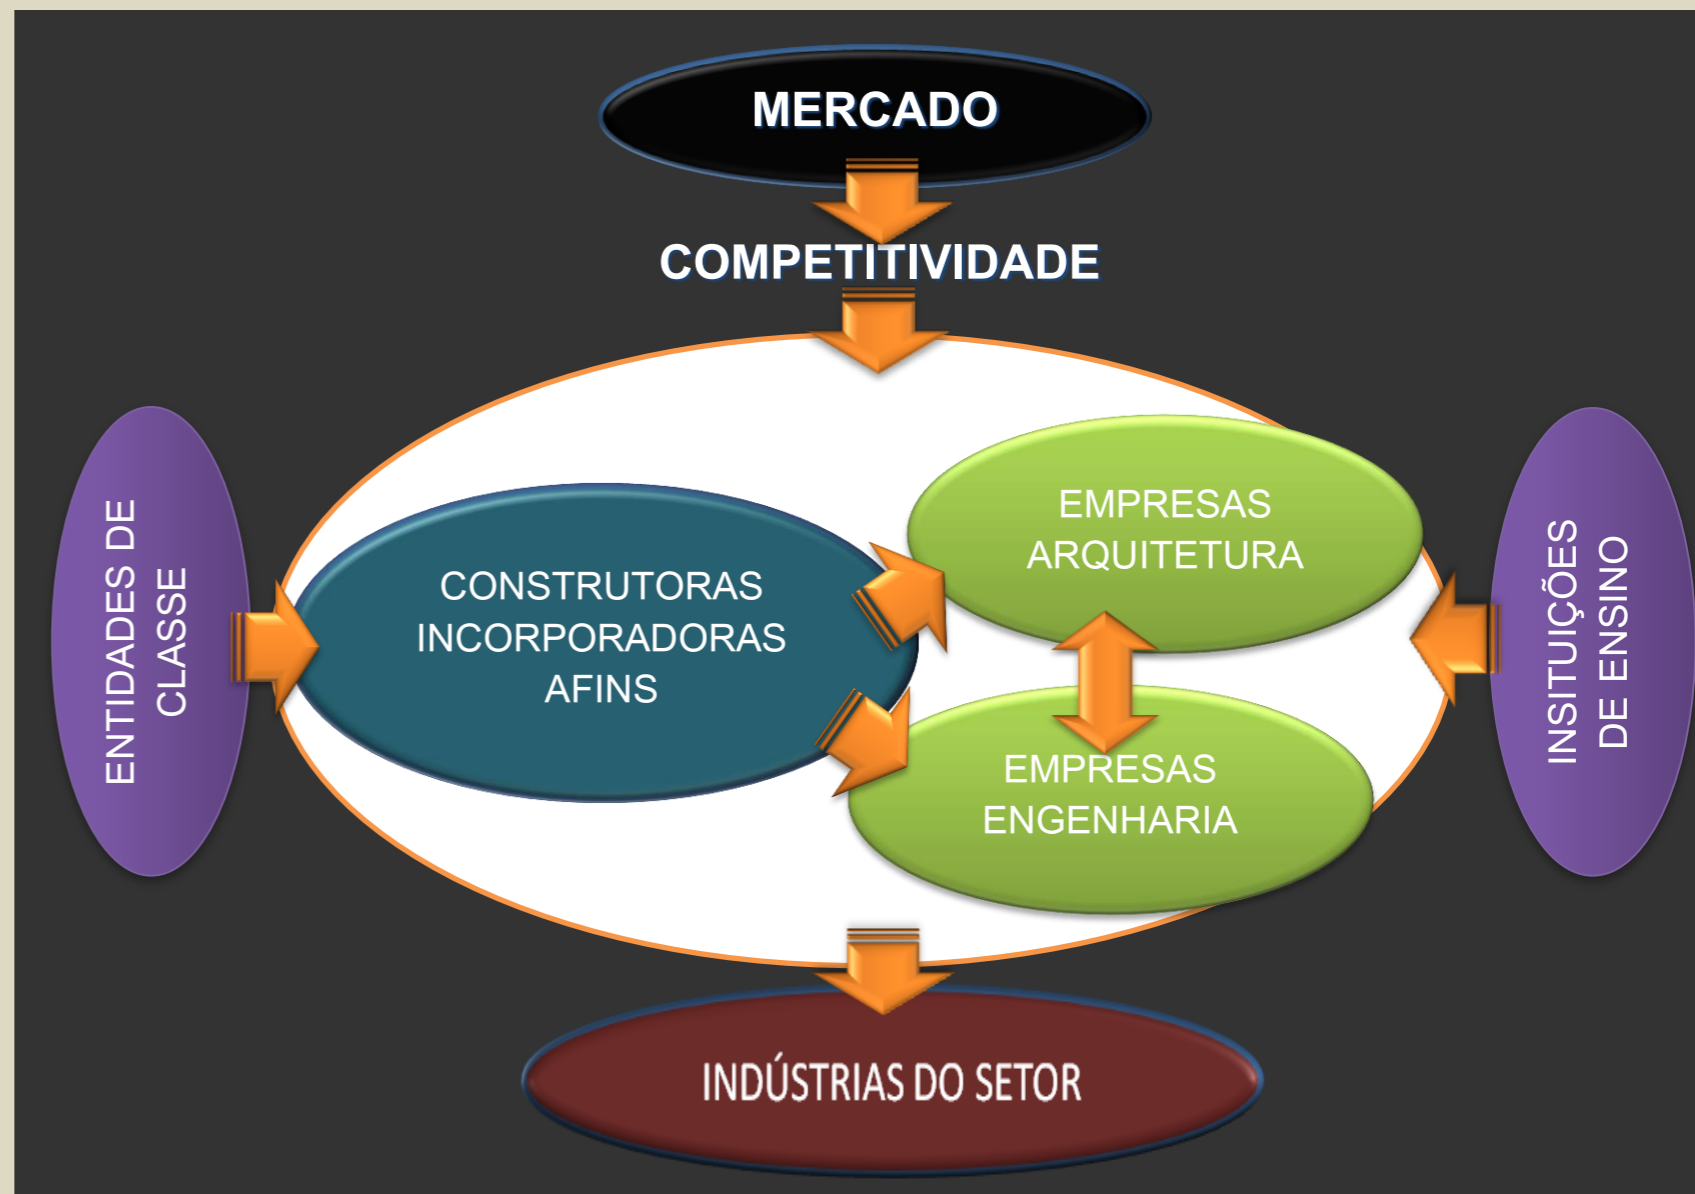 MERCADO
COMPETITIVIDADE
ENTIDADES DE
CLASSE
CONSTRUTORAS
INCORPORADORAS
AFINS
EMPRESAS
ARQUITETURA
EMPRESAS
ENGENHARIA
INSITUIÇÕES
DE ENSINO
INDÚSTRIAS DO SETOR